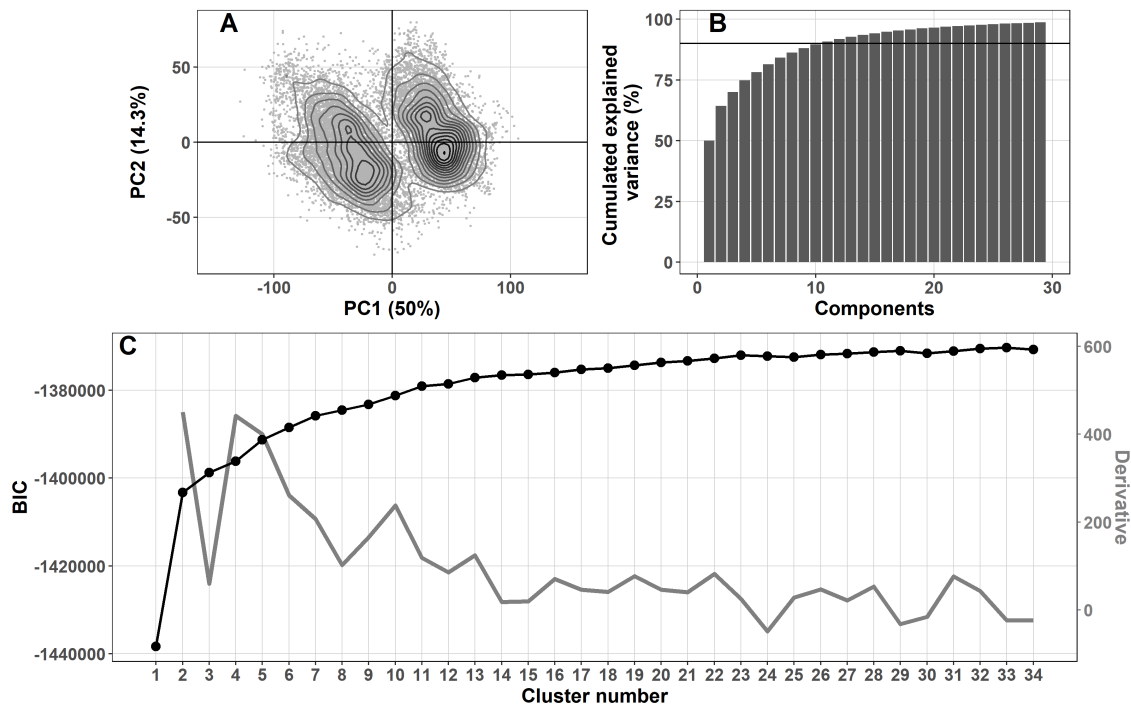 A
PC2 (14.3%)
50
0
-50
-100
0
100
PC1 (50%)
B
Cumulated explained
variance (%)
100
75
50
25
0
0
10
20
30
Components
C
BIC
-1380000
-1400000
-1420000
-1440000
600
400
200
0
Derivative
1 2 3 4 5 6 7 8 9 10 11 12 13 14 15 16 17 18 19 20 21 22 23 24 25 26 27 28 29 30 31 32 33 34
Cluster number